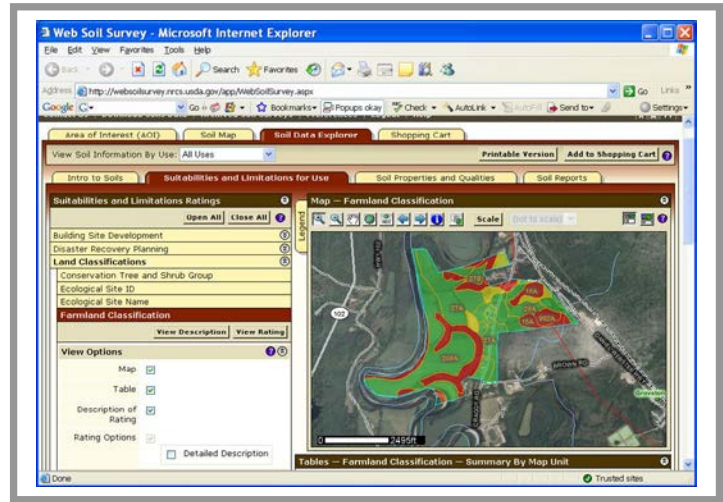 Web Soil Survey - Microsoft Internet Explorer
File Edit View Favorites Tools Help
Back Search Favorites
Address http://websoilsurvey.nrcs.usda.gov/app/WebSoilSurvey.aspx Go Links »
Google G Go Bookmarks Popups okay Check AutoLink AutoFill Send to Settings
Area of Interest (AOI) Soil Map Soil Data Explorer Shopping Cart
View Soil Information By Use: All Uses Printable Version Add to Shopping Cart
Intro to Soils Suitabilities and Limitations for Use Soil Properties and Qualities Soil Reports
Suitabilities and Limitations Ratings
Open All Close All
Building Site Development
Disaster Recovery Planning
Land Classifications
Conservation Tree and Shrub Group
Ecological Site ID
Ecological Site Name
Farmland Classification
View Description View Rating
View Options
Map
Table
Description of
Rating
Rating Options
Detailed Description
Map — Farmland Classification
Legend
Scale (not to scale)
102
BROWN RD
0 2495ft
Tables — Farmland Classification — Summary By Map Unit
Done Trusted sites